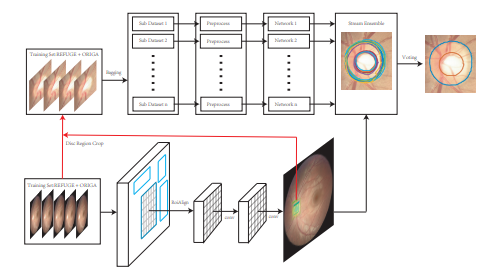 Sub Dataset 1
Preprocess
Network 1
Stream Ensemble
Sub Dataset 2
Preprocess
Network 2
Training Set REFUGE + ORIGA
Bagging
Voting
Sub Dataset n
Preprocess
Network n
Disc Region Crop
Training Set REFUGE + ORIGA
RoiAlign
conv
conv